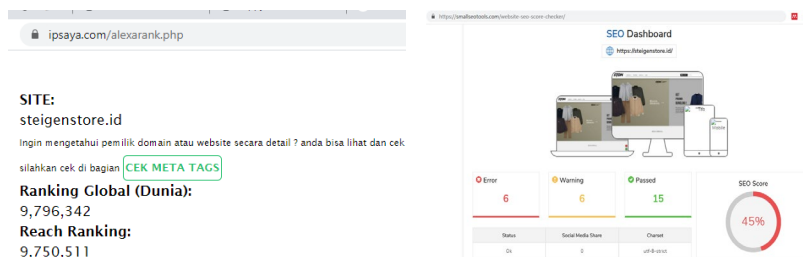 ipsaya.com/alexarank.php
SITE:
steigenstore.id
Ingin mengetahui pemilik domain atau website secara detail ? anda bisa lihat dan cek
silahkan cek di bagian CEK META TAGS
Ranking Global (Dunia):
9,796,342
Reach Ranking:
9.750.511
https://smallseotools.com/website-seo-score-checker/
SEO Dashboard
https://steigenstore.id/
Error
6
Warning
6
Passed
15
SEO Score
45%
Status
Social Media Share
Charset
Ok
0
utf-8-strict